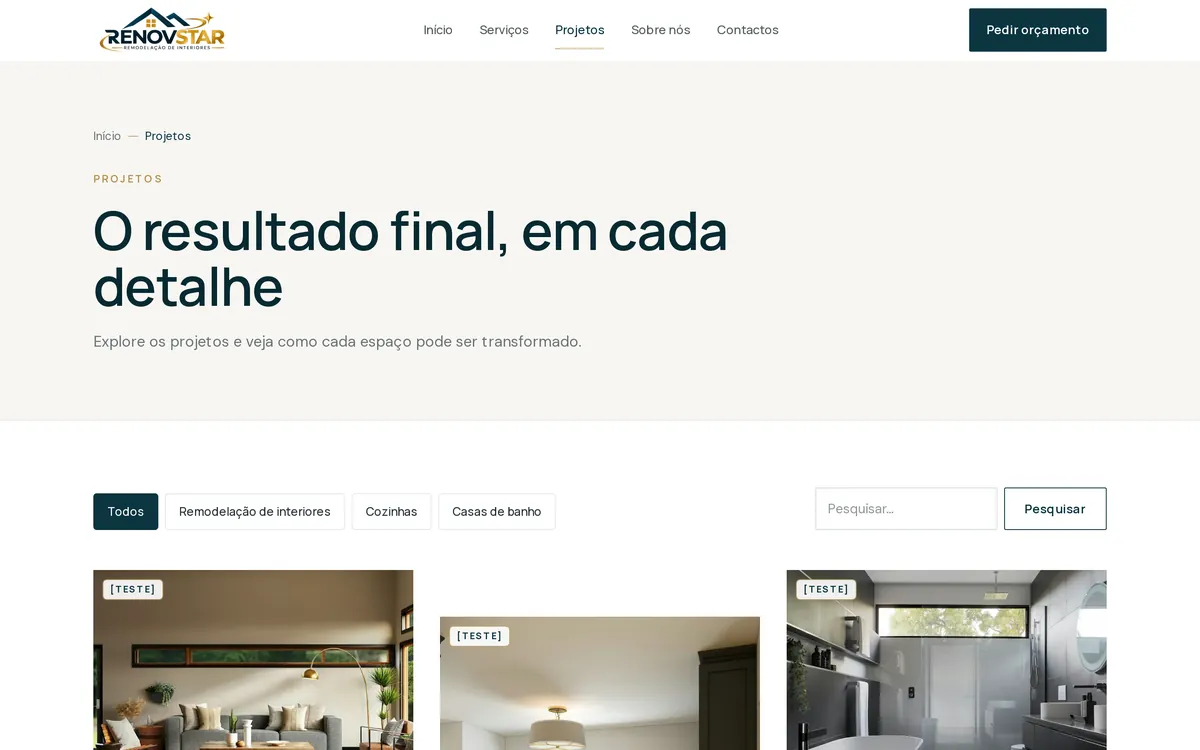 RENOVSTAR
REMODELAÇÃO DE INTERIORES
Início
Serviços
Projetos
Sobre nós
Contactos
Pedir orçamento
Início — Projetos
PROJETOS
O resultado final, em cada
detalhe
Explore os projetos e veja como cada espaço pode ser transformado.
Todos
Remodelação de interiores
Cozinhas
Casas de banho
Pesquisar...
Pesquisar
[TESTE]
[TESTE]
[TESTE]